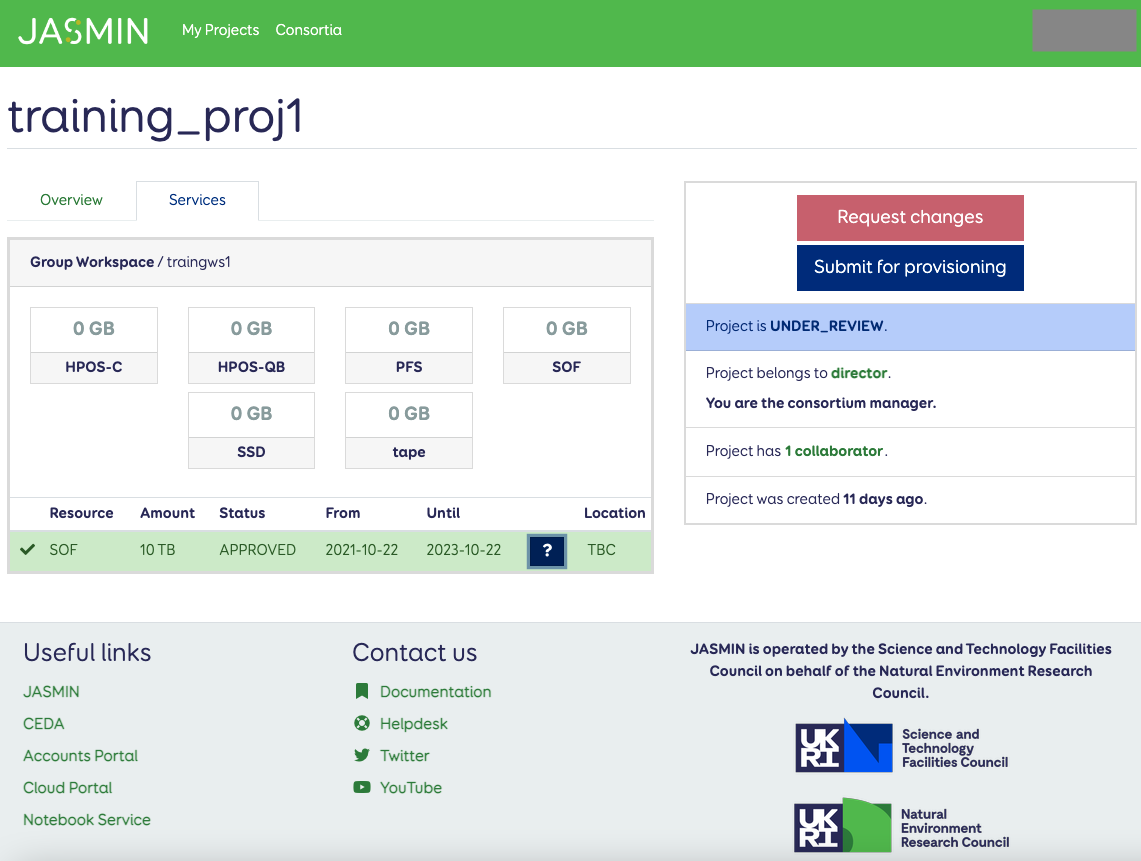 JASMIN My Projects Consortia
training_proj1
Overview Services
Group Workspace / traingws1
0 GB 0 GB 0 GB 0 GB
HPOS-C HPOS-QB PFS SOF
0 GB 0 GB
SSD tape
Resource Amount Status From Until Location
SOF 10 TB APPROVED 2021-10-22 2023-10-22 ? TBC
Request changes
Submit for provisioning
Project is UNDER_REVIEW.
Project belongs to director.
You are the consortium manager.
Project has 1 collaborator.
Project was created 11 days ago.
Useful links
JASMIN
CEDA
Accounts Portal
Cloud Portal
Notebook Service
Contact us
Documentation
Helpdesk
Twitter
YouTube
JASMIN is operated by the Science and Technology Facilities
Council on behalf of the Natural Environment Research
Council.
UK
RI
Science and
Technology
Facilities Council
UK
RI
Natural
Environment
Research Council